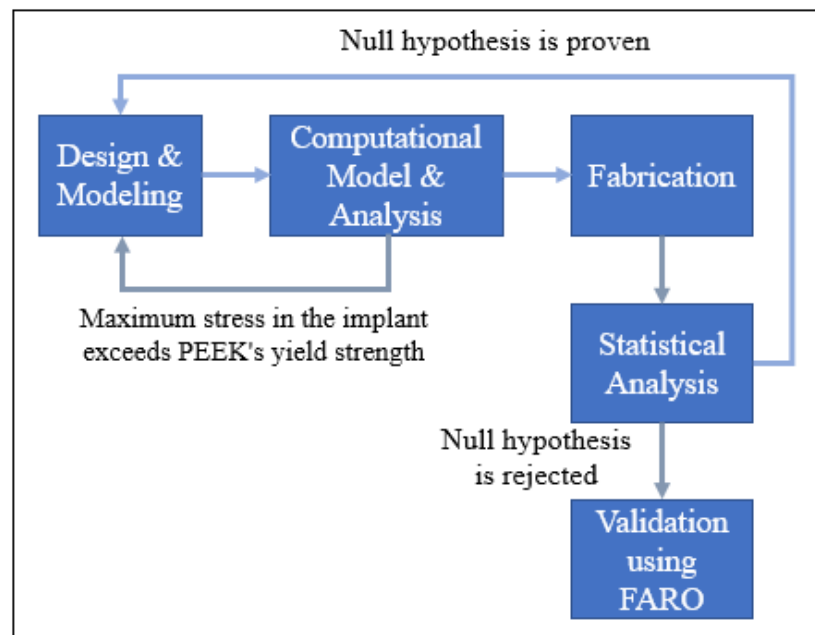 Null hypothesis is proven
Design &
Modeling
Computational
Model &
Analysis
Fabrication
Maximum stress in the implant
exceeds PEEK's yield strength
Statistical
Analysis
Null hypothesis
is rejected
Validation
using
FARO